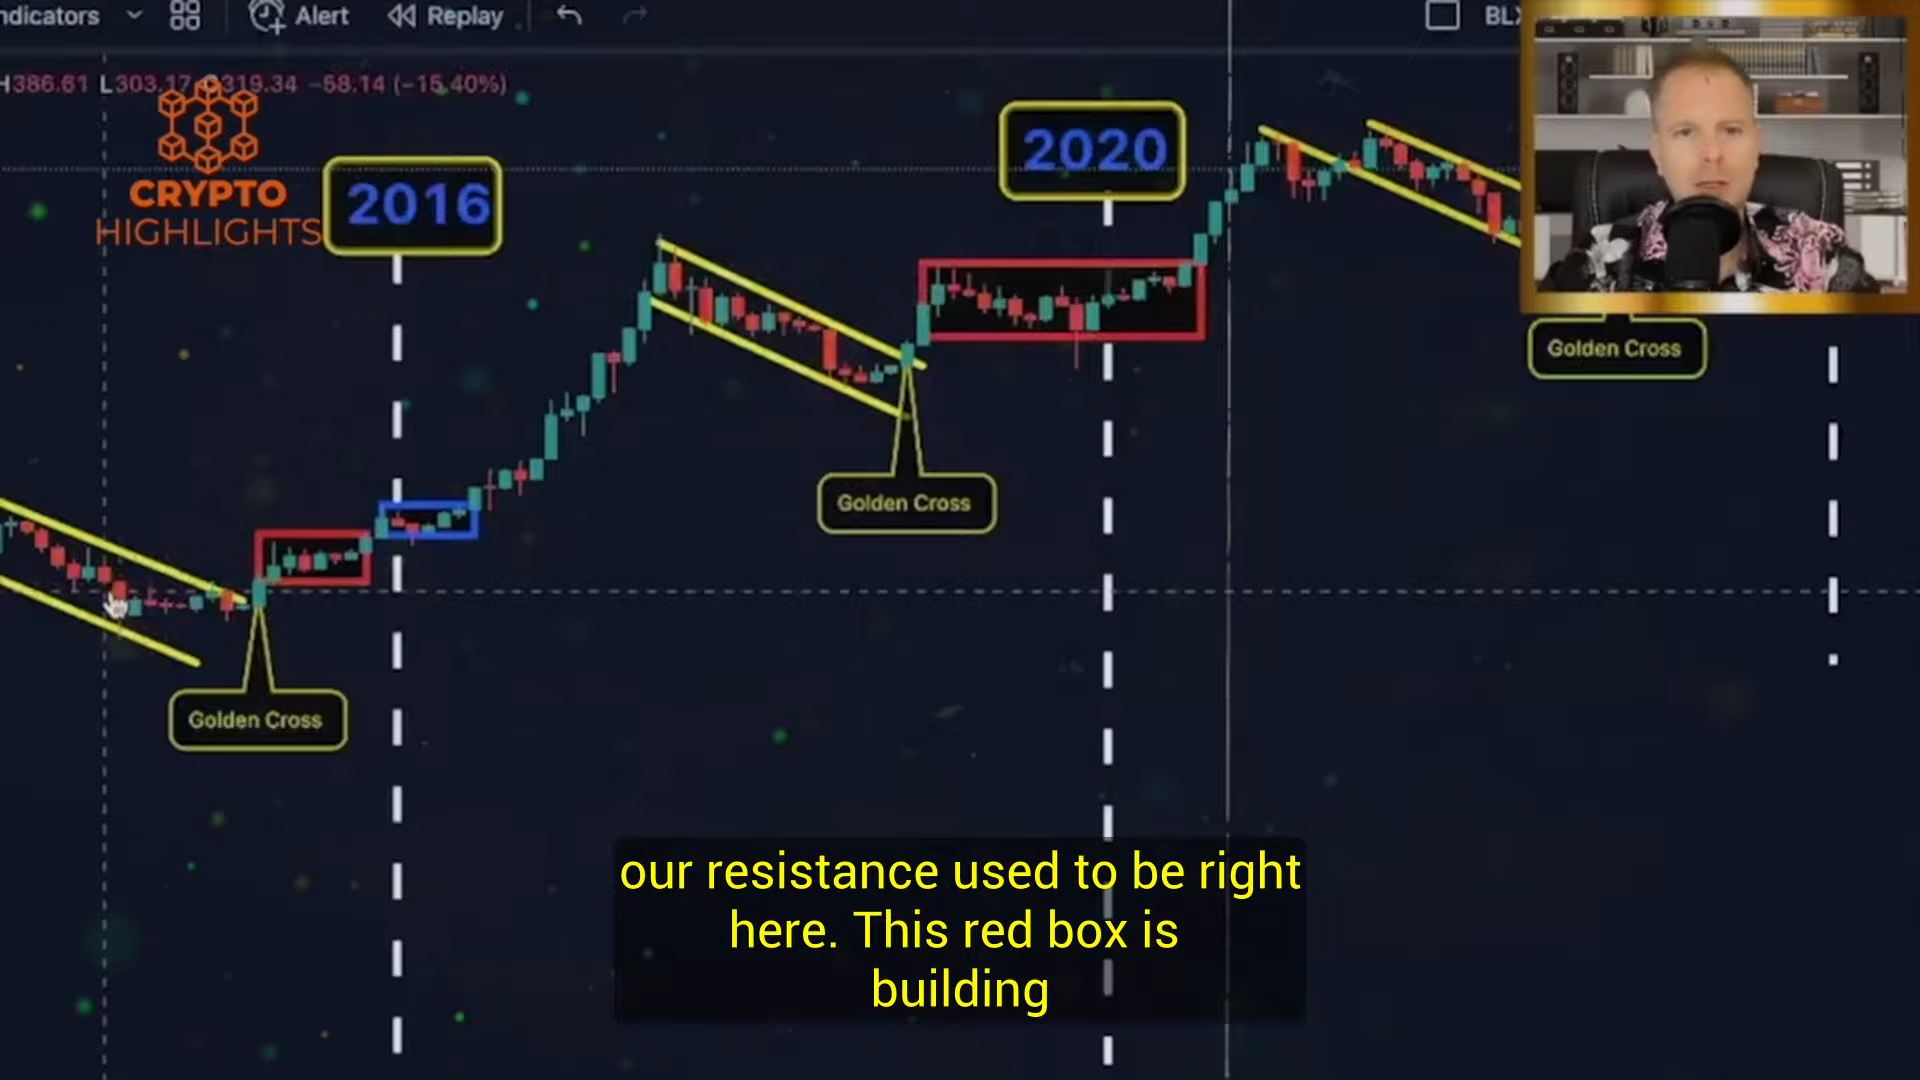 ndicators
Alert
Replay
H386.61 L303.17 C319.34 −58.14 (−15.40%)
CRYPTO
HIGHLIGHTS
2016
2020
Golden Cross
Golden Cross
Golden Cross
our resistance used to be right
here. This red box is
building